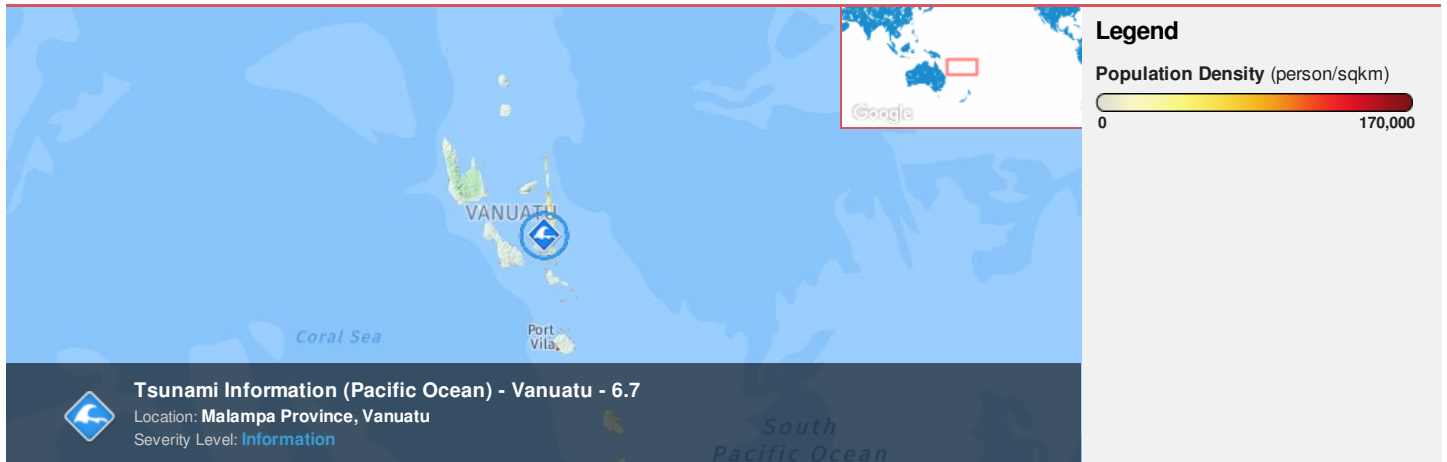 Google
Legend
Population Density (person/sqkm)
0 170,000
VANUATU
Coral Sea
Port
Vila
South
Pacific Ocean
Tsunami Information (Pacific Ocean) - Vanuatu - 6.7
Location: Malampa Province, Vanuatu
Severity Level: Information